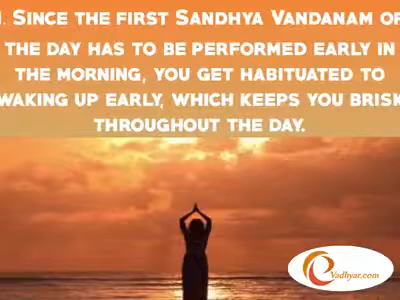 1. Since the first Sandhya Vandanam of
the day has to be performed early in
the morning, you get habituated to
waking up early, which keeps you brisk
throughout the day.
Vadhyar.com